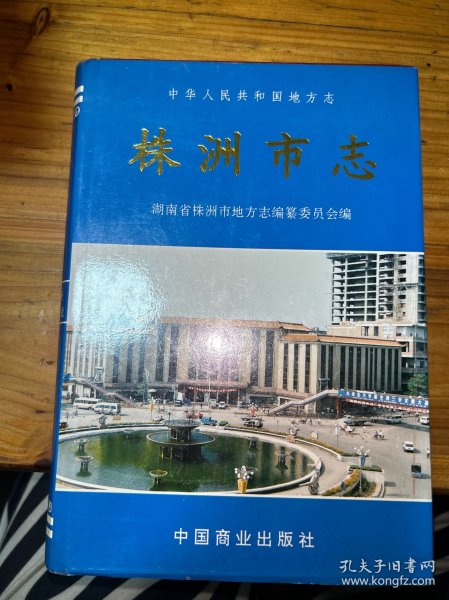 中华人民共和国地方志
株洲市志
湖南省株洲市地方志编纂委员会编
中国商业出版社
孔夫子旧书网
www.kongfz.com